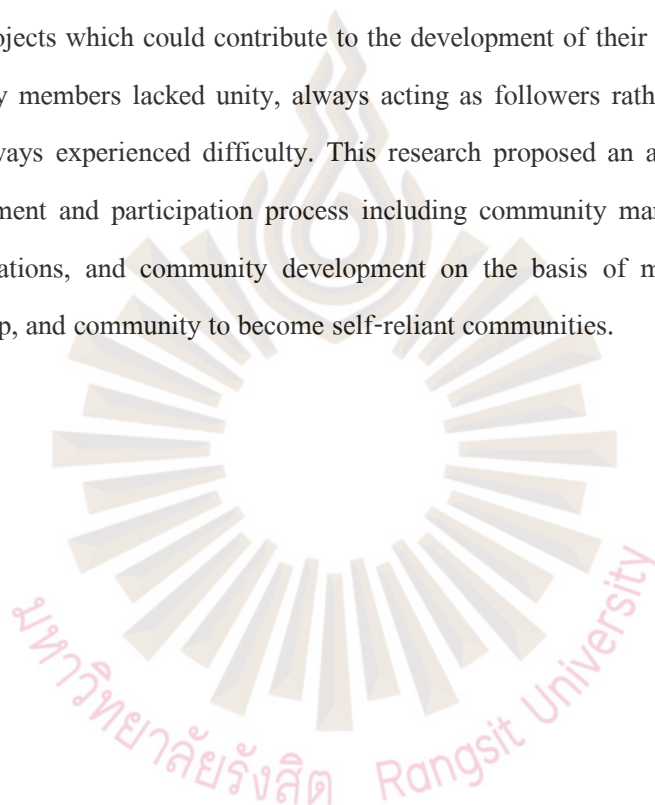 ojects which could contribute to the development of their
y members lacked unity, always acting as followers rath
ways experienced difficulty. This research proposed an a
ment and participation process including community mar
ations, and community development on the basis of m
p, and community to become self-reliant communities.
มหาวิทยาลัยรังสิต Rangsit University